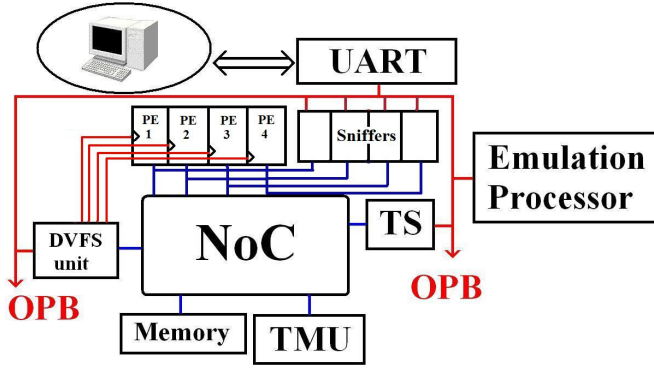 UART
PE PE PE PE
1 2 3 4
Sniffers
Emulation
Processor
DVFS
unit
NoC
TS
OPB
OPB
Memory
TMU